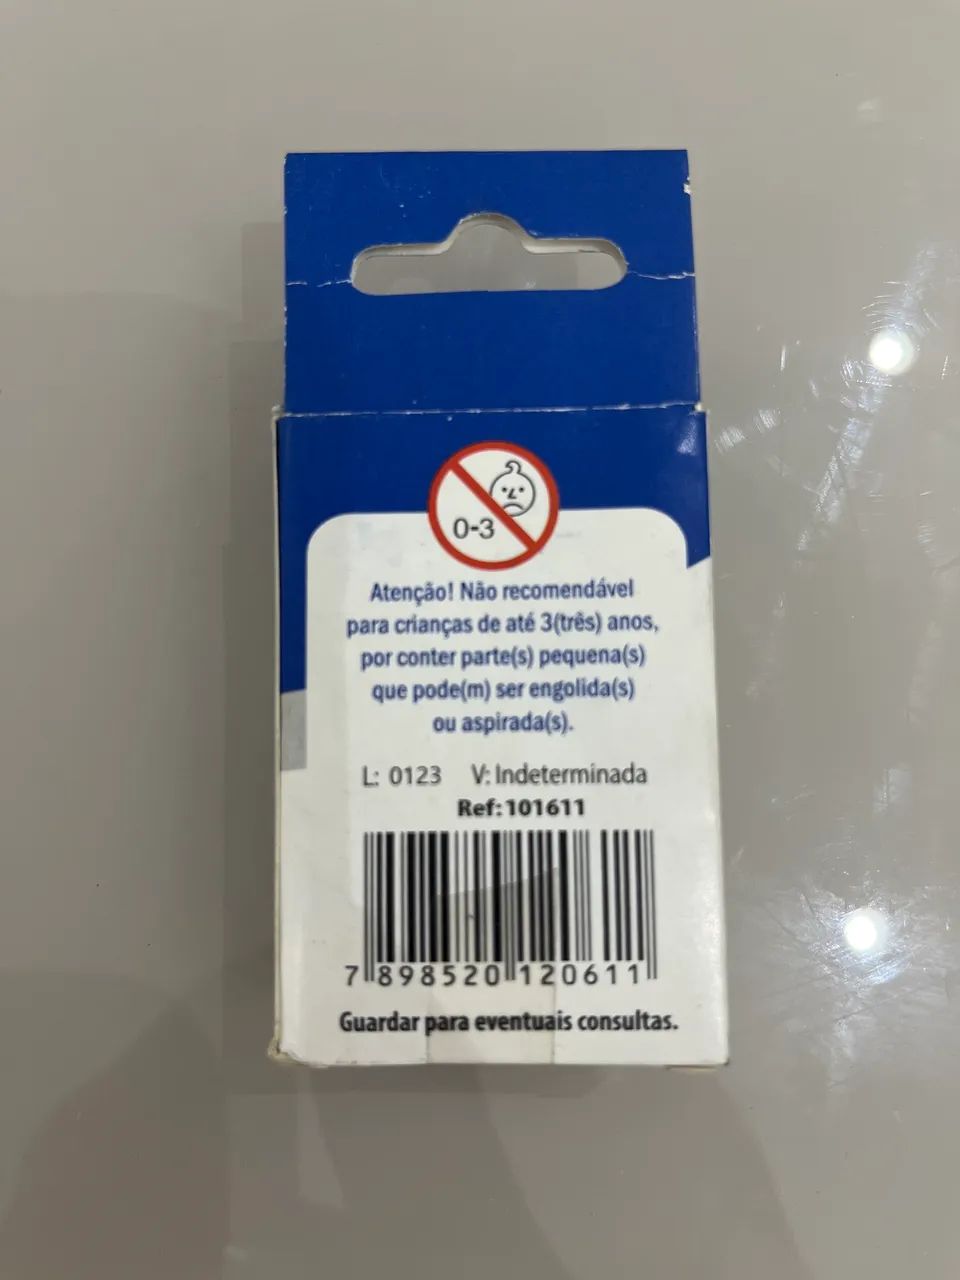 0-3
Atenção! Não recomendável
para crianças de até 3(três) anos,
por conter parte(s) pequena(s)
que pode(m) ser engolida(s)
ou aspirada(s).
L: 0123 V: Indeterminada
Ref: 101611
7 898520 120611
Guardar para eventuais consultas.